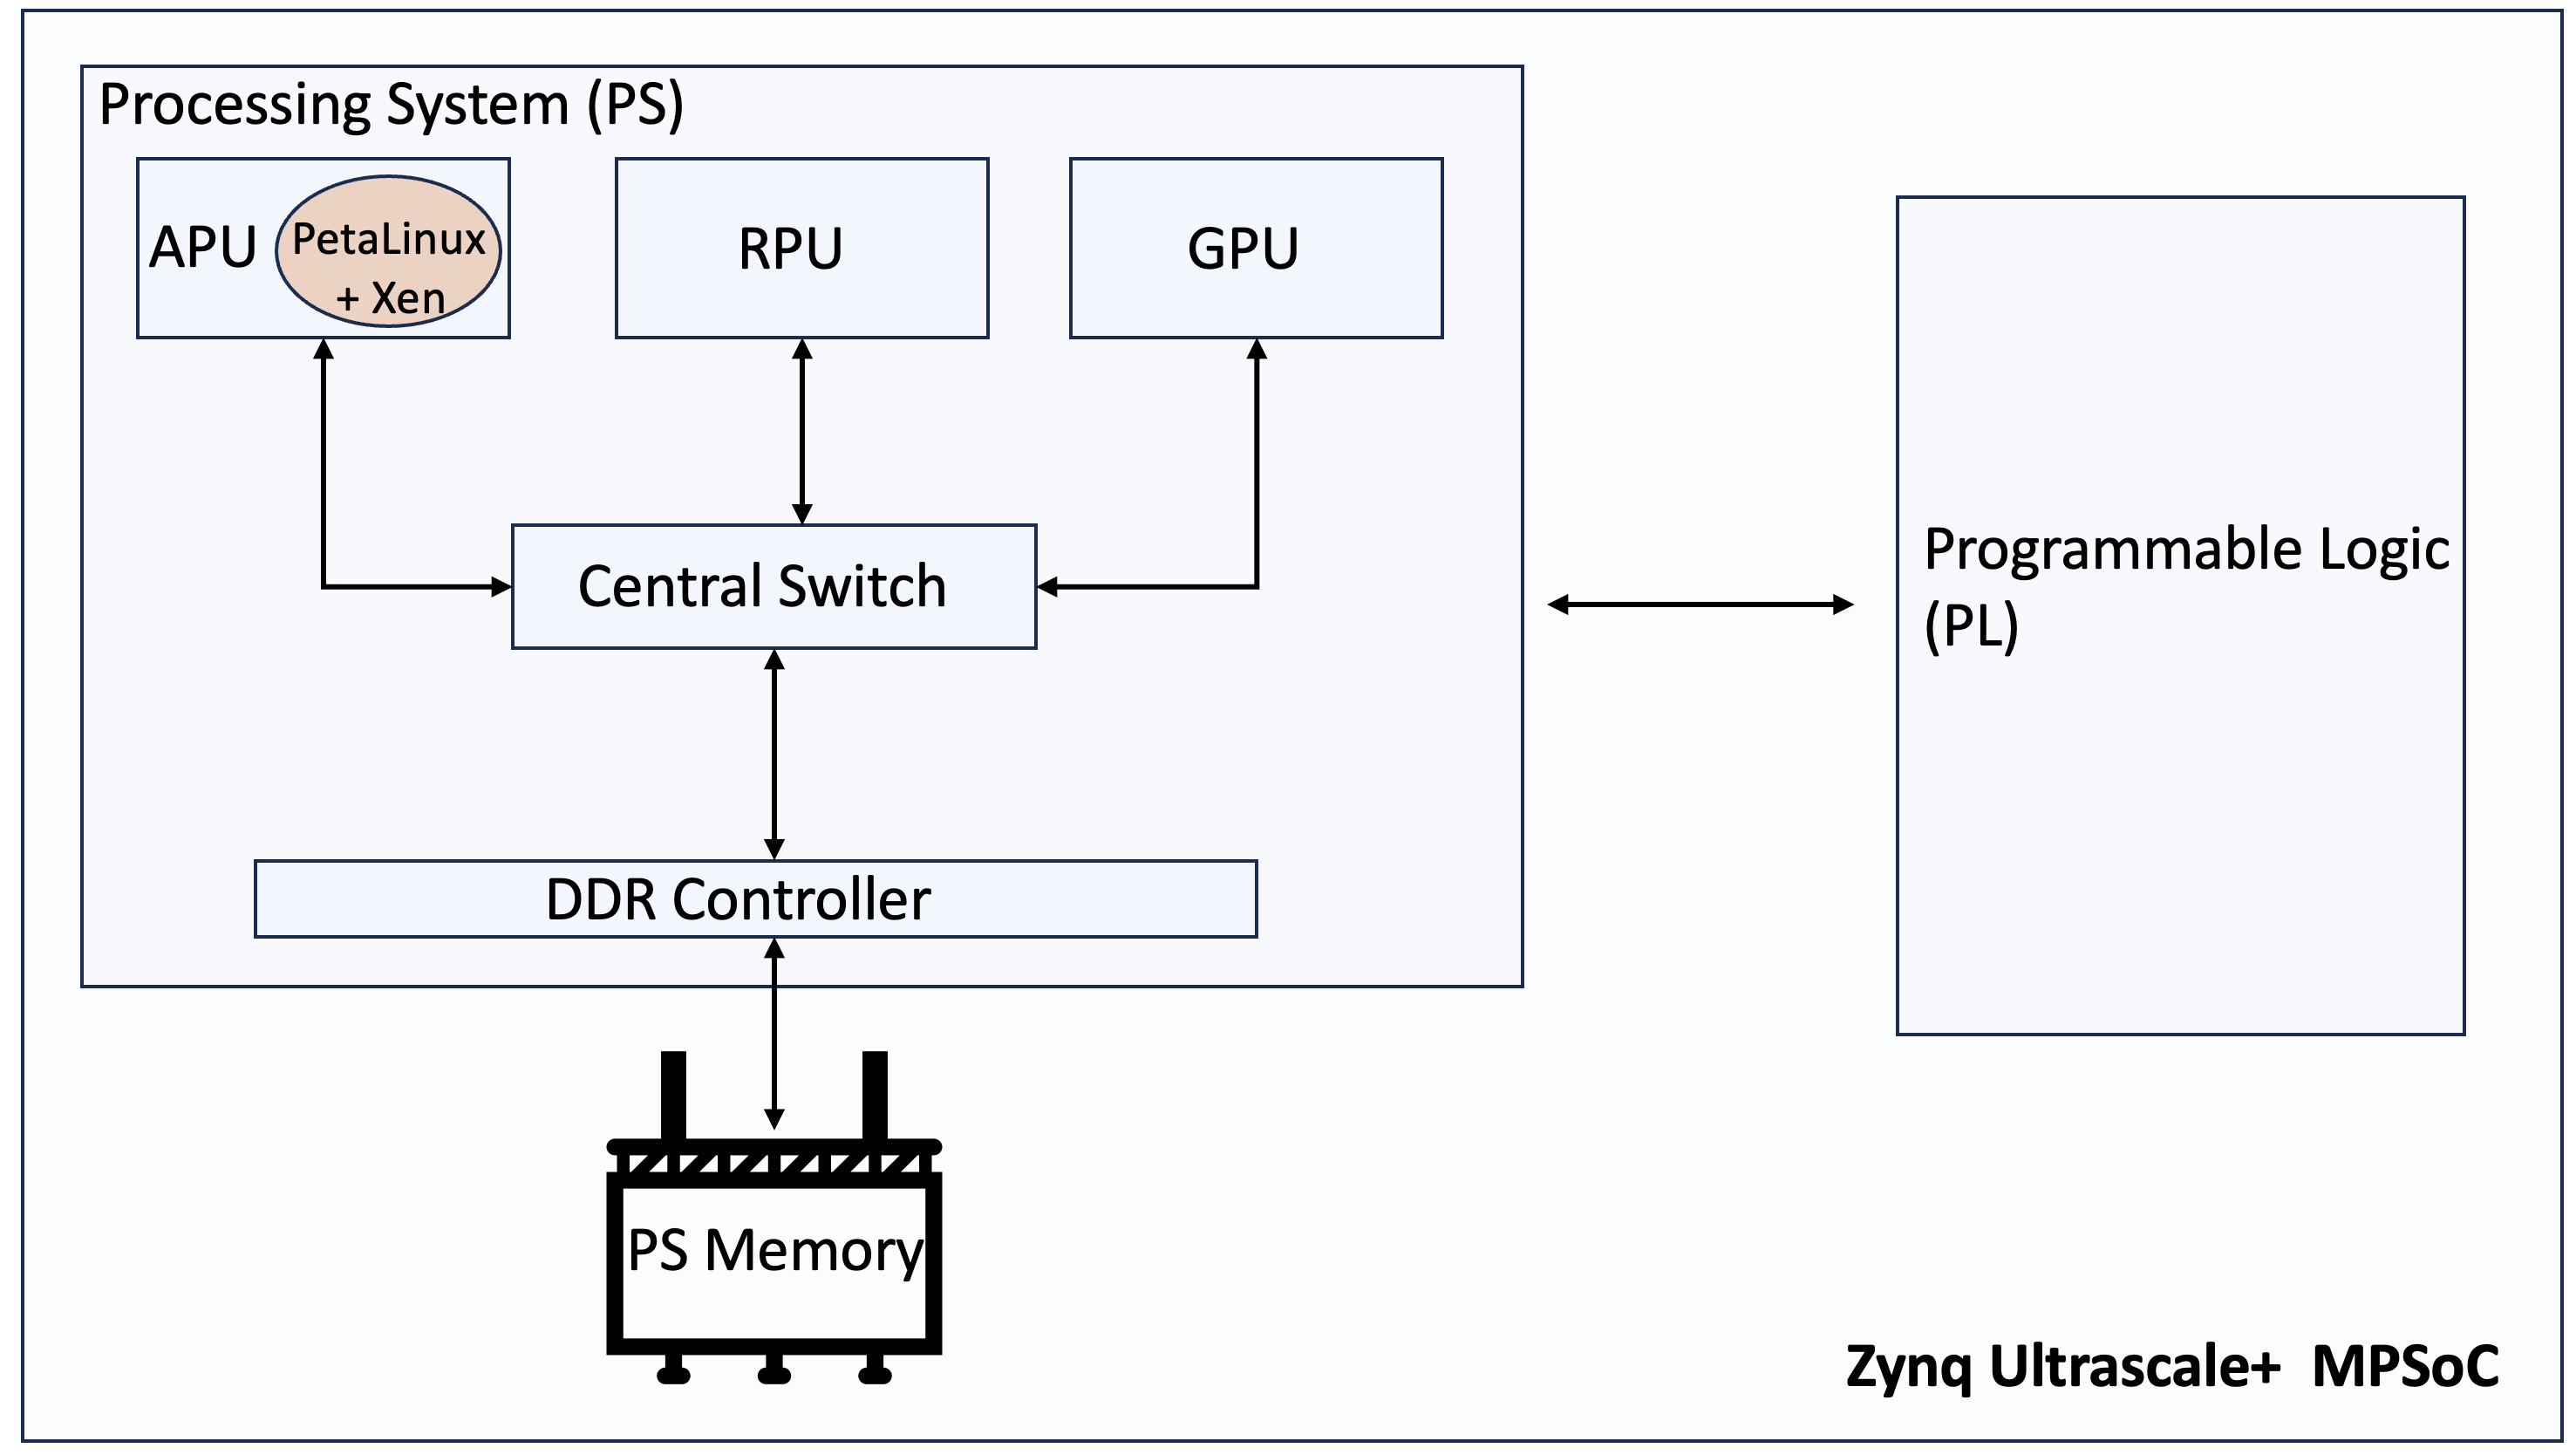 Processing System (PS)
APU
PetaLinux
+ Xen
RPU
GPU
Central Switch
Programmable Logic
(PL)
DDR Controller
PS Memory
Zynq Ultrascale+  MPSoC